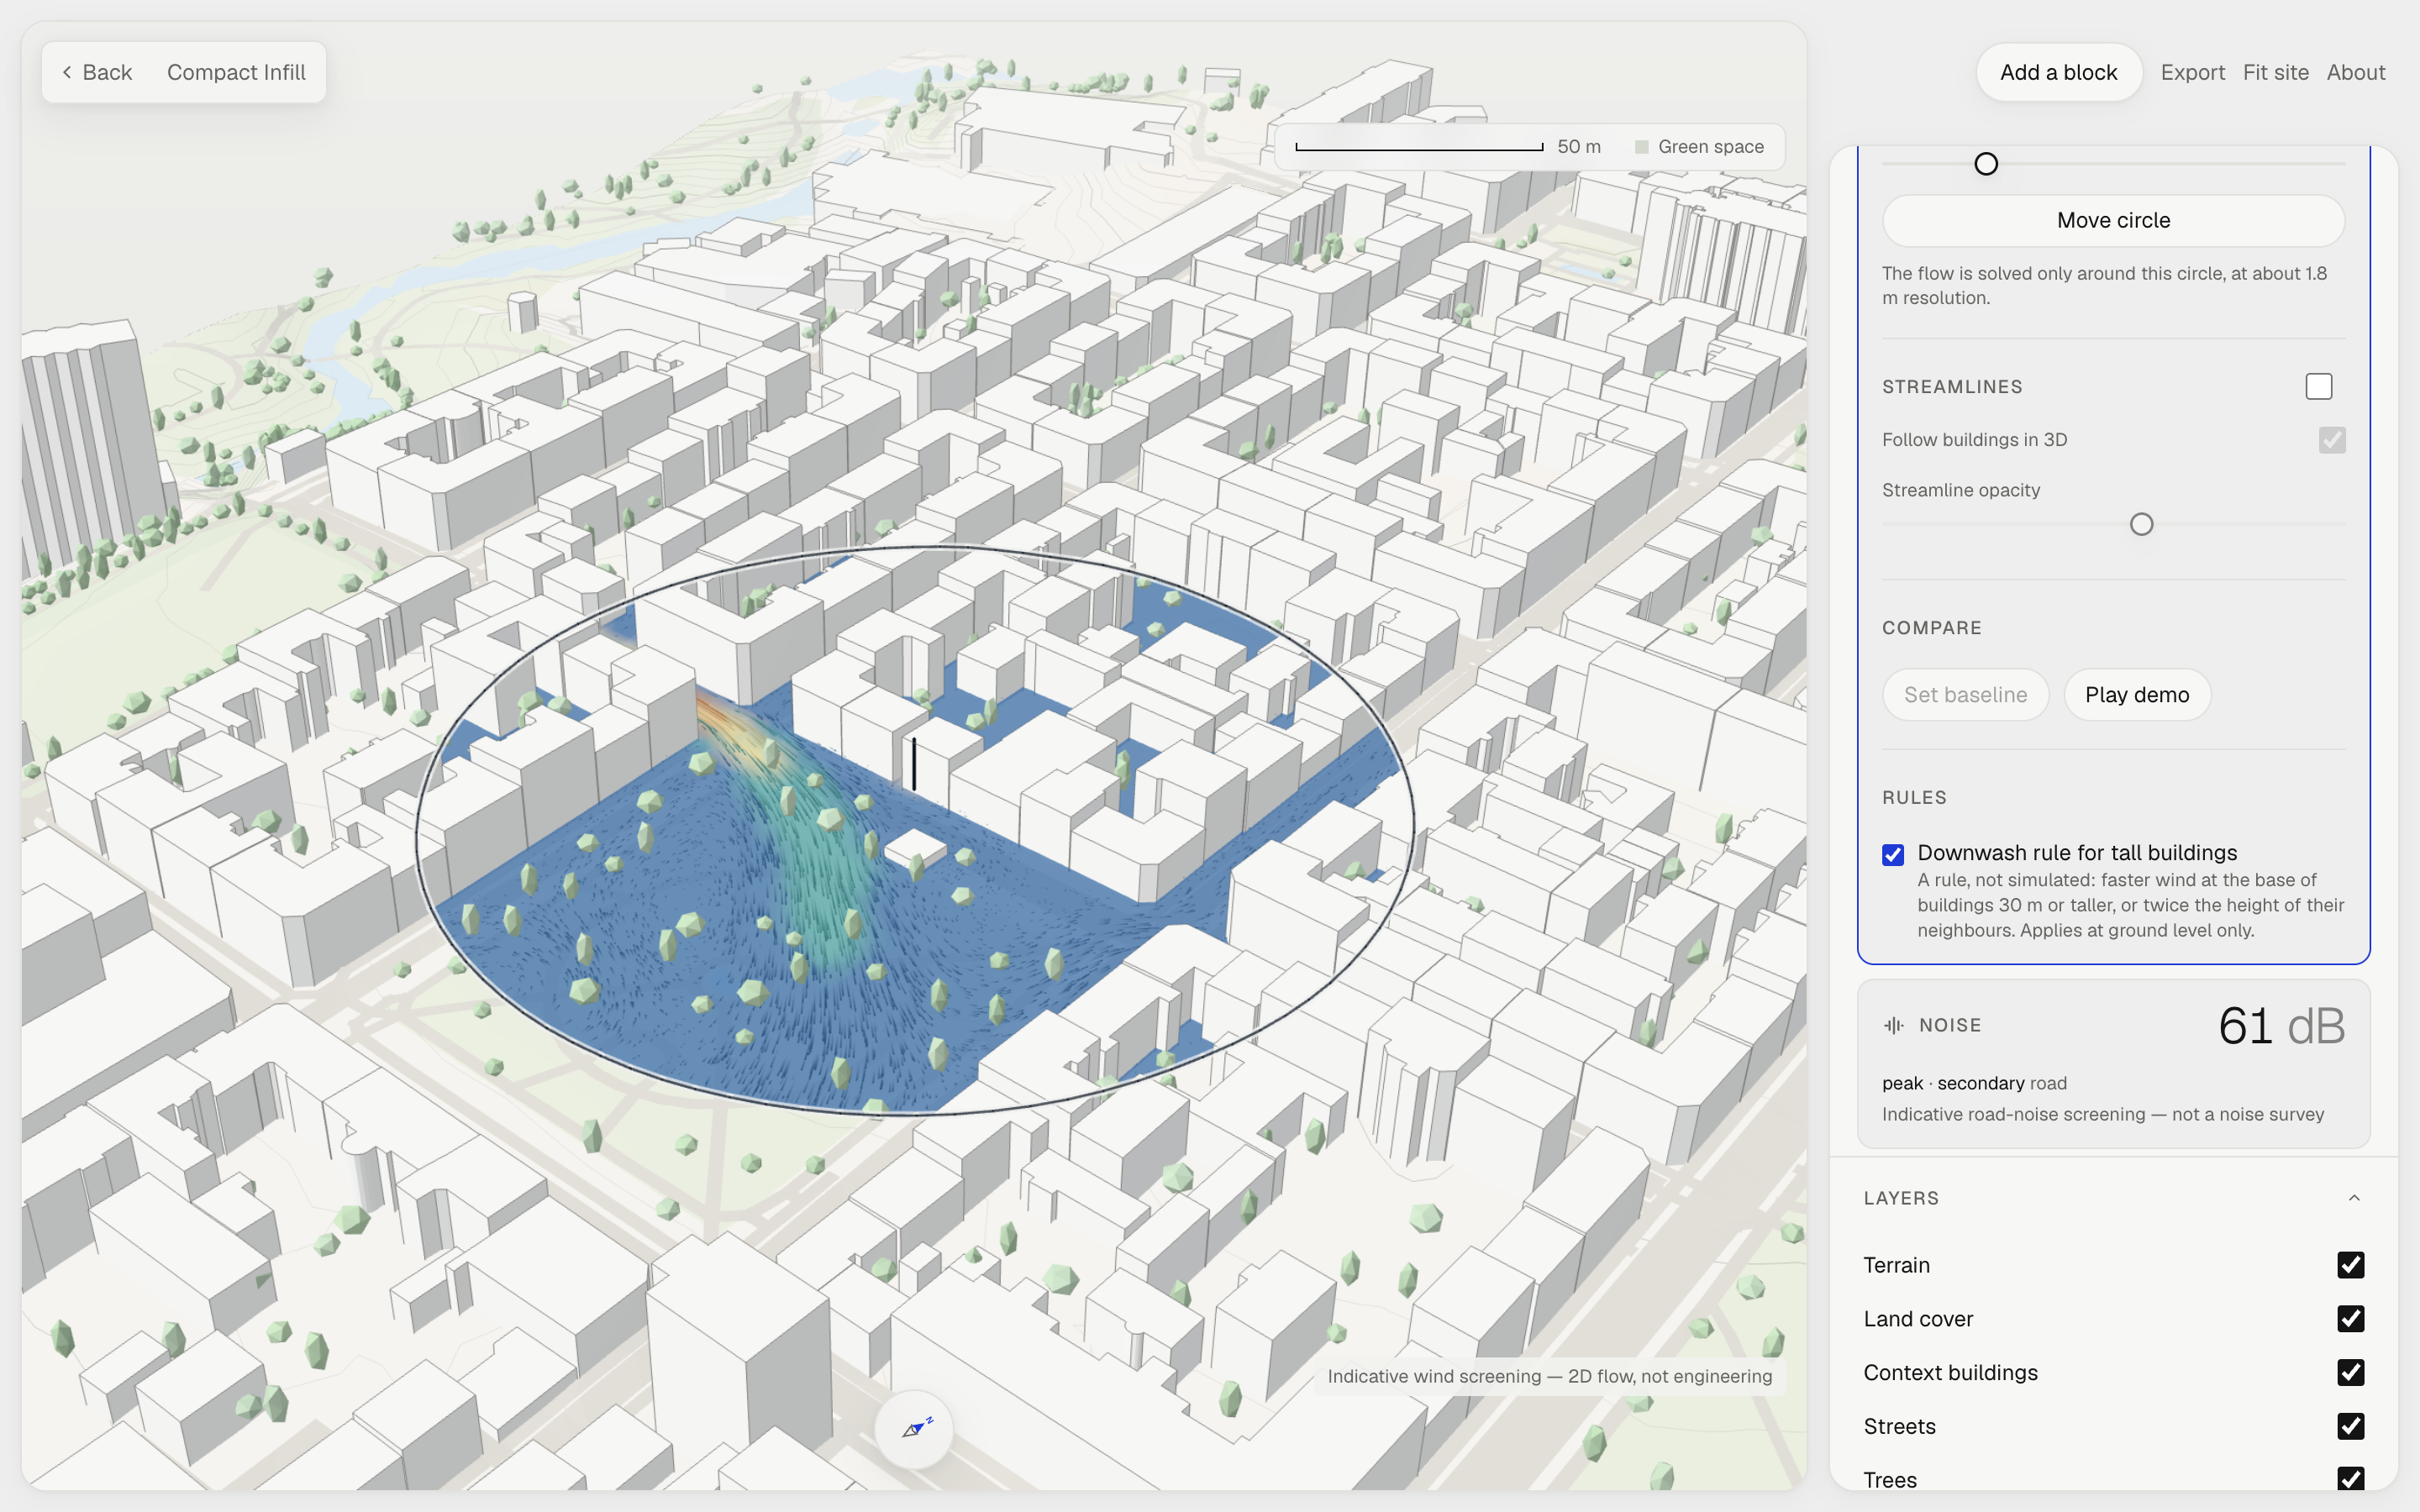 Back
Compact Infill
Add a block
Export
Fit site
About
50 m
Green space
Move circle
The flow is solved only around this circle, at about 1.8
m resolution.
STREAMLINES
Follow buildings in 3D
Streamline opacity
COMPARE
Set baseline
Play demo
RULES
Downwash rule for tall buildings
A rule, not simulated: faster wind at the base of
buildings 30 m or taller, or twice the height of their
neighbours. Applies at ground level only.
NOISE
61 dB
peak · secondary road
Indicative road-noise screening — not a noise survey
LAYERS
Terrain
Land cover
Context buildings
Streets
Trees
Indicative wind screening — 2D flow, not engineering
N